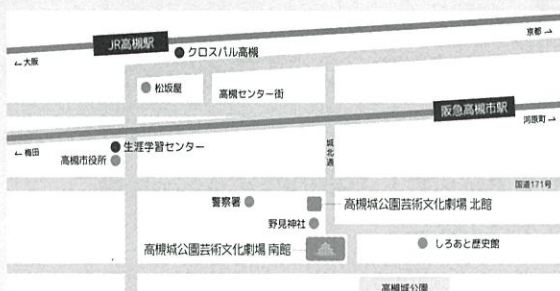 京都→
JR高槻駅
クロスパル高槻
←大阪
松坂屋
高槻センター街
阪急高槻市駅
河原町→
←梅田
生涯学習センター
高槻市役所
城北通
国道171号
警察署
高槻城公園芸術文化劇場 北館
野見神社
高槻城公園芸術文化劇場 南館
しろあと歴史館
高槻城公園